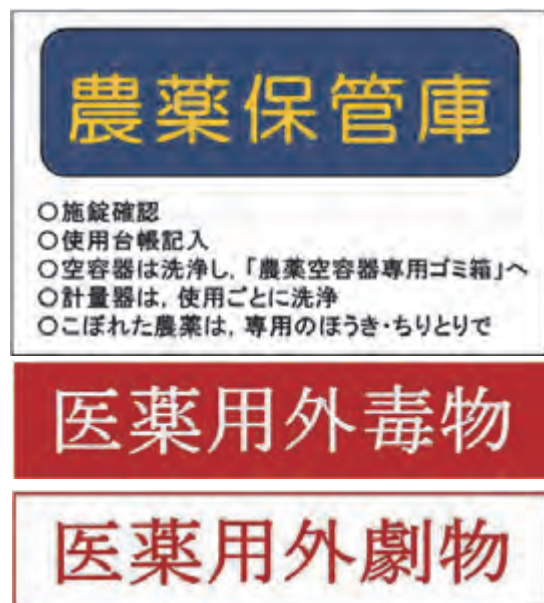 農薬保管庫
○施錠確認
○使用台帳記入
○空容器は洗浄し,「農薬空容器専用ゴミ箱」へ
○計量器は,使用ごとに洗浄
○こぼれた農薬は,専用のほうき・ちりとりで
医薬用外毒物
医薬用外劇物